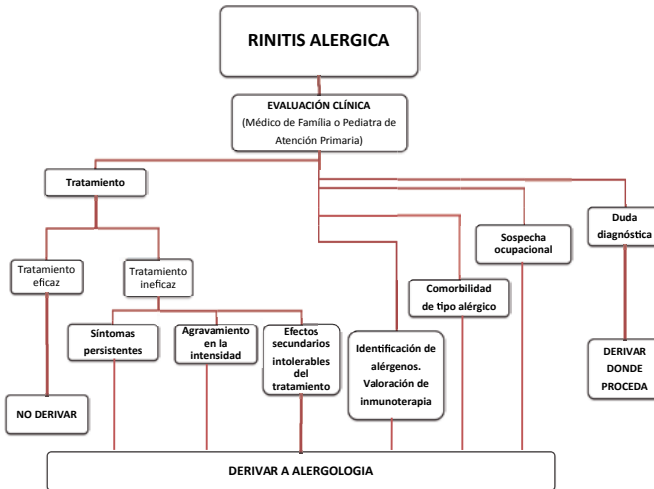 RINITIS ALERGICA
EVALUACIÓN CLÍNICA
(Médico de Família o Pediatra de
Atención Primaria)
Tratamiento
Duda
diagnóstica
Sospecha
ocupacional
Tratamiento
eficaz
Tratamiento
ineficaz
Comorbilidad
de tipo alérgico
Síntomas
persistentes
Agravamiento
en la
intensidad
Efectos
secundarios
intolerables
del
tratamiento
Identificación de
alérgenos.
Valoración de
inmunoterapia
DERIVAR
DONDE
PROCEDA
NO DERIVAR
DERIVAR A ALERGOLOGIA